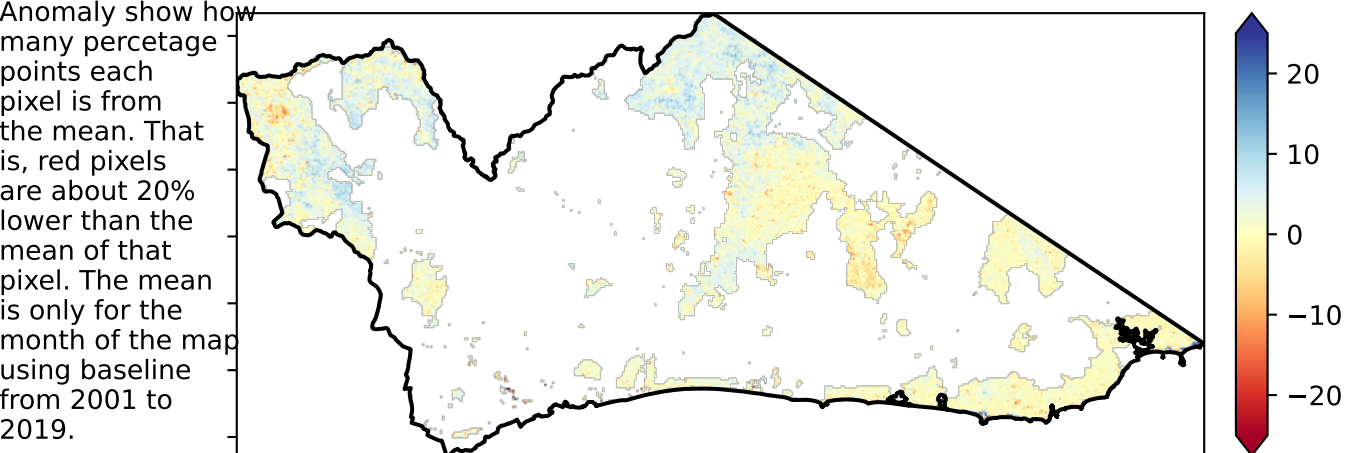 Anomaly show how
many percetage
points each
pixel is from
the mean. That
is, red pixels
are about 20%
lower than the
mean of that
pixel. The mean
is only for the
month of the map
using baseline
from 2001 to
2019.
20
10
0
−10
−20